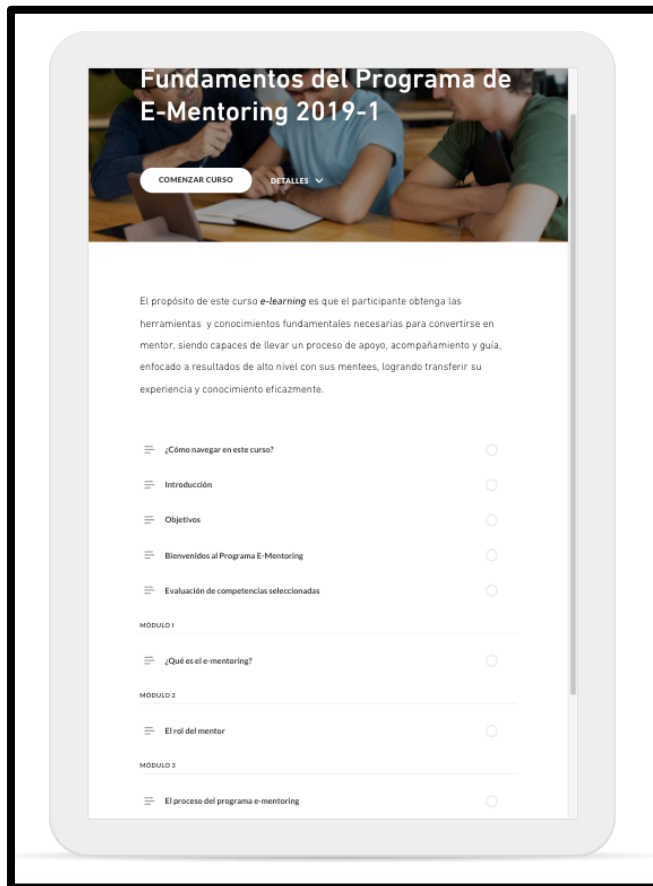 Fundamentos del Programa de
E-Mentoring 2019-1
COMENZAR CURSO
DETALLES
El propósito de este curso e-learning es que el participante obtenga las
herramientas y conocimientos fundamentales necesarias para convertirse en
mentor, siendo capaces de llevar un proceso de apoyo, acompañamiento y guía,
enfocado a resultados de alto nivel con sus mentees, logrando transferir su
experiencia y conocimiento eficazmente.
¿Cómo navegar en este curso?
Introducción
Objetivos
Bienvenidos al Programa E-Mentoring
Evaluación de competencias seleccionadas
MÓDULO 1
¿Qué es el e-mentoring?
MÓDULO 2
El rol del mentor
MÓDULO 3
El proceso del programa e-mentoring